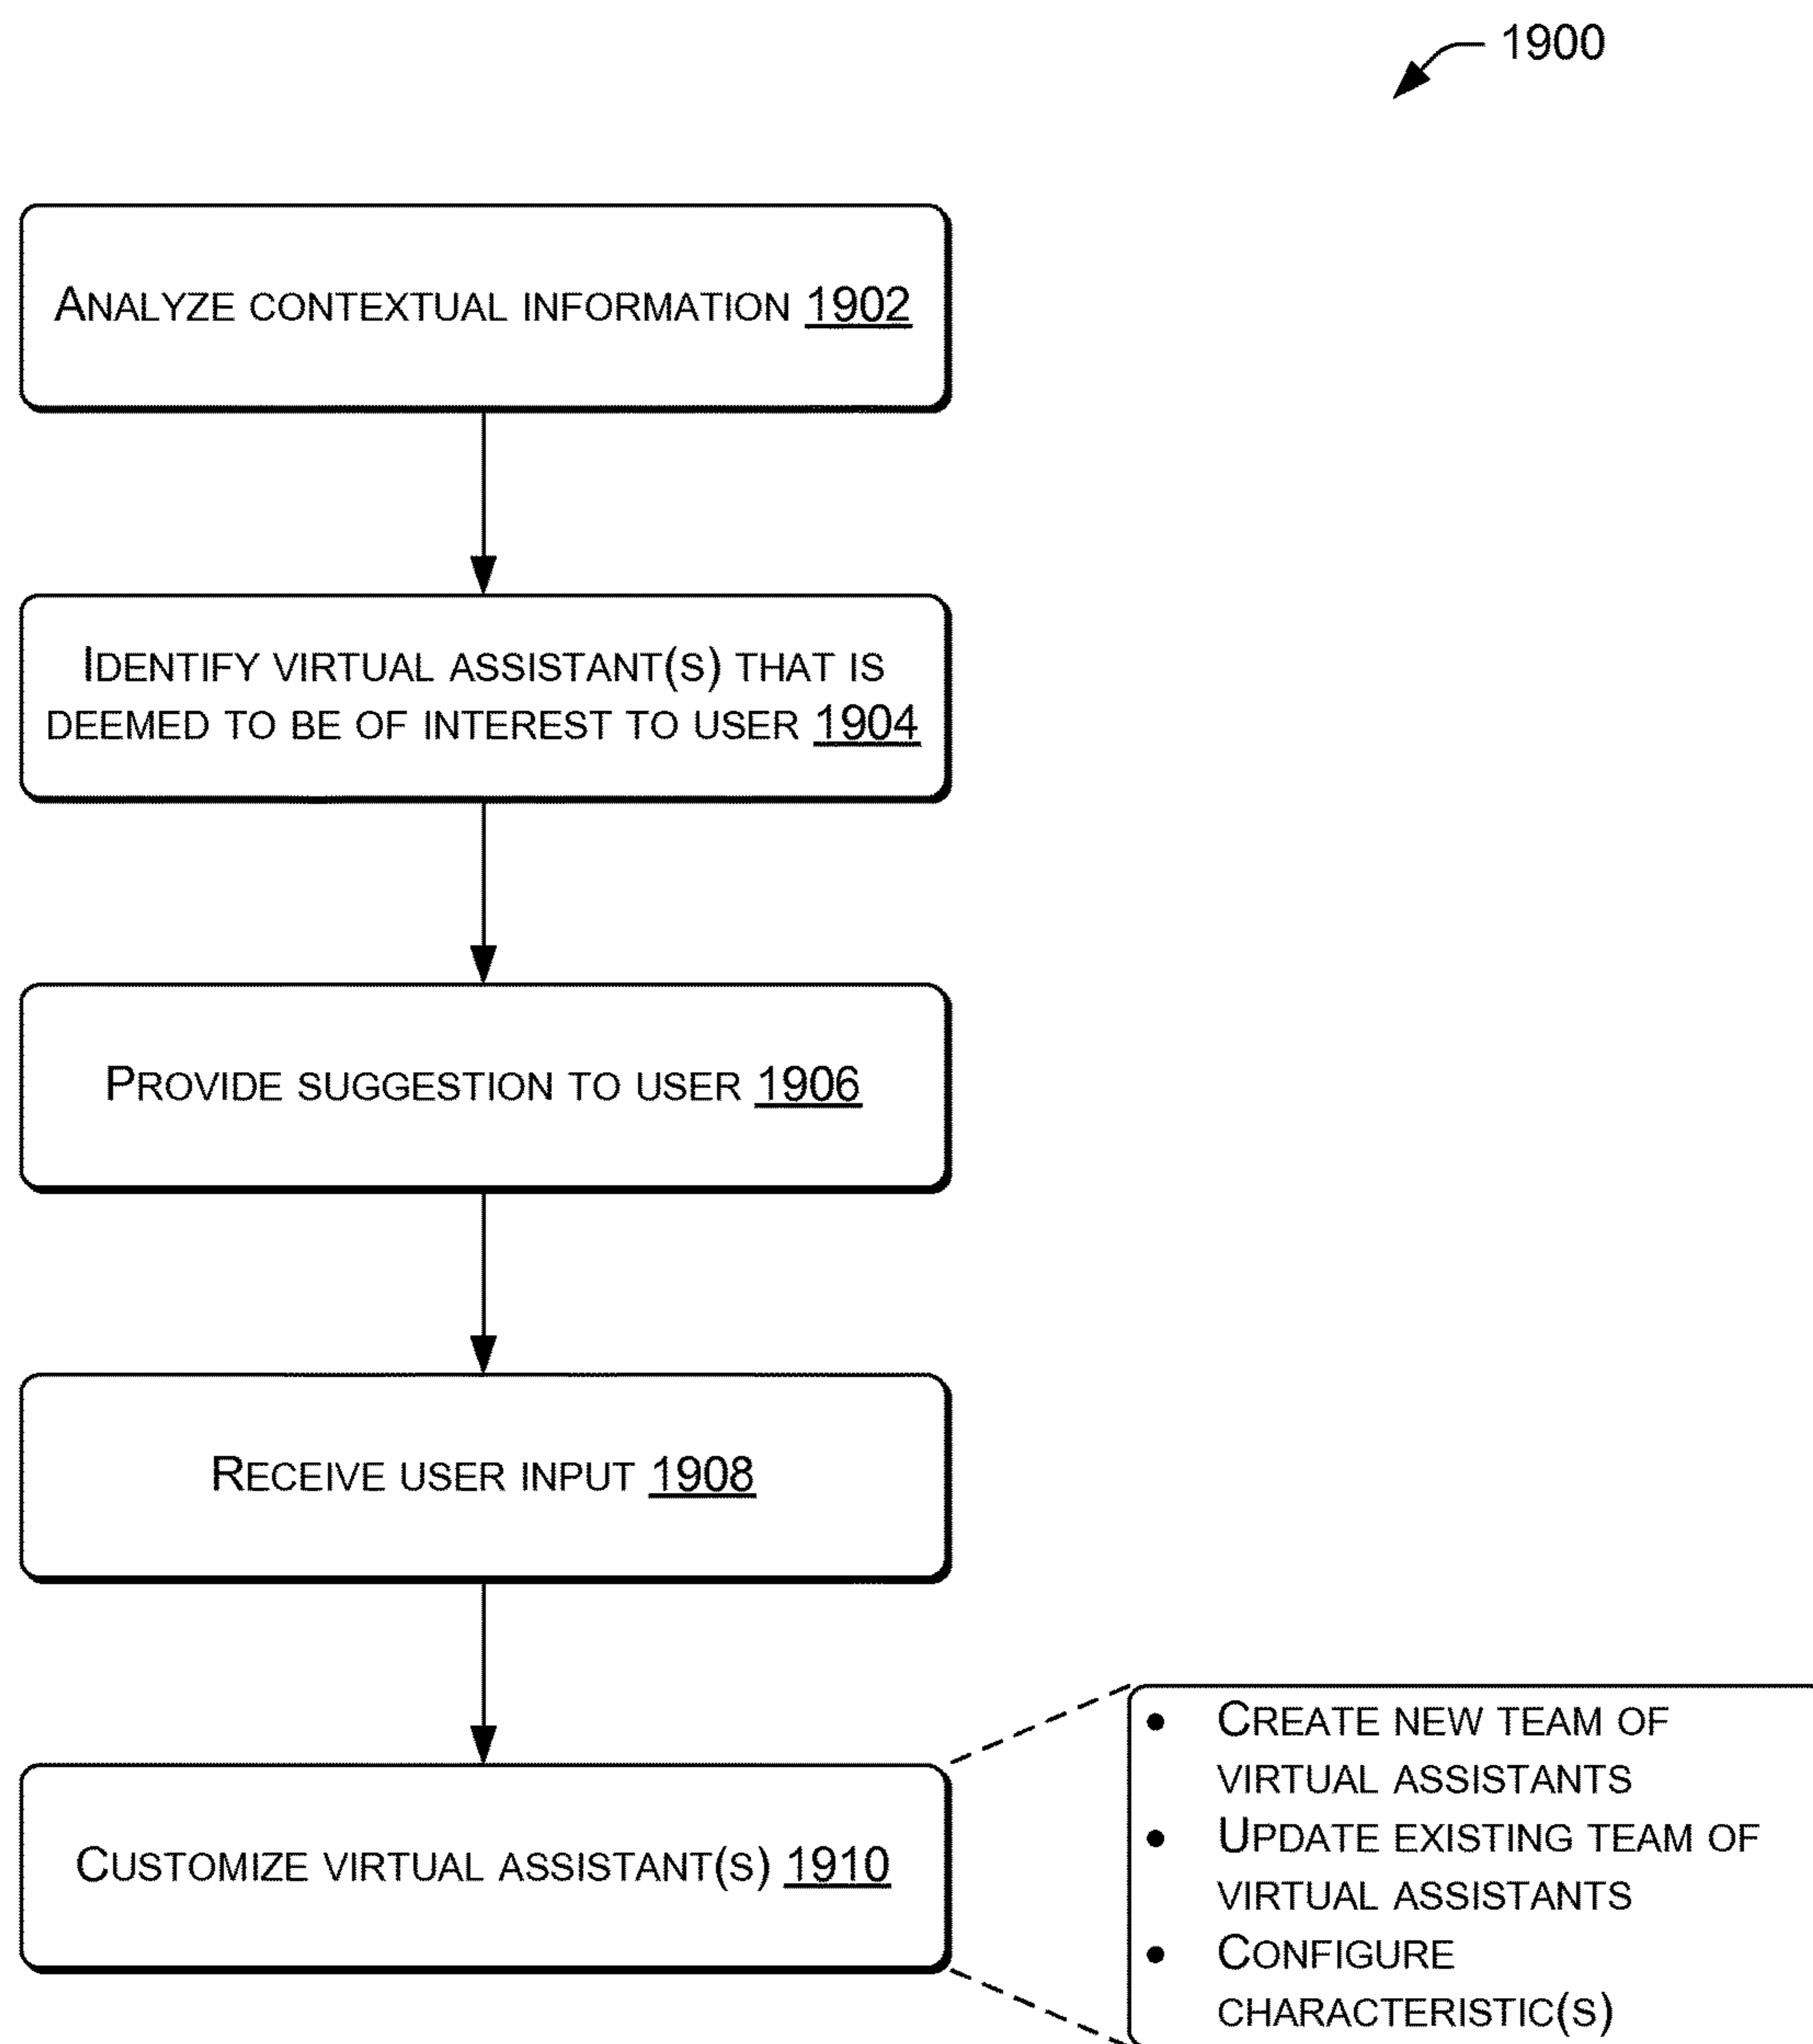 1900
ANALYZE CONTEXTUAL INFORMATION 1902
IDENTIFY VIRTUAL ASSISTANT(S) THAT IS
DEEMED TO BE OF INTEREST TO USER 1904
PROVIDE SUGGESTION TO USER 1906
RECEIVE USER INPUT 1908
CUSTOMIZE VIRTUAL ASSISTANT(S) 1910
• CREATE NEW TEAM OF
VIRTUAL ASSISTANTS
• UPDATE EXISTING TEAM OF
VIRTUAL ASSISTANTS
• CONFIGURE
CHARACTERISTIC(S)